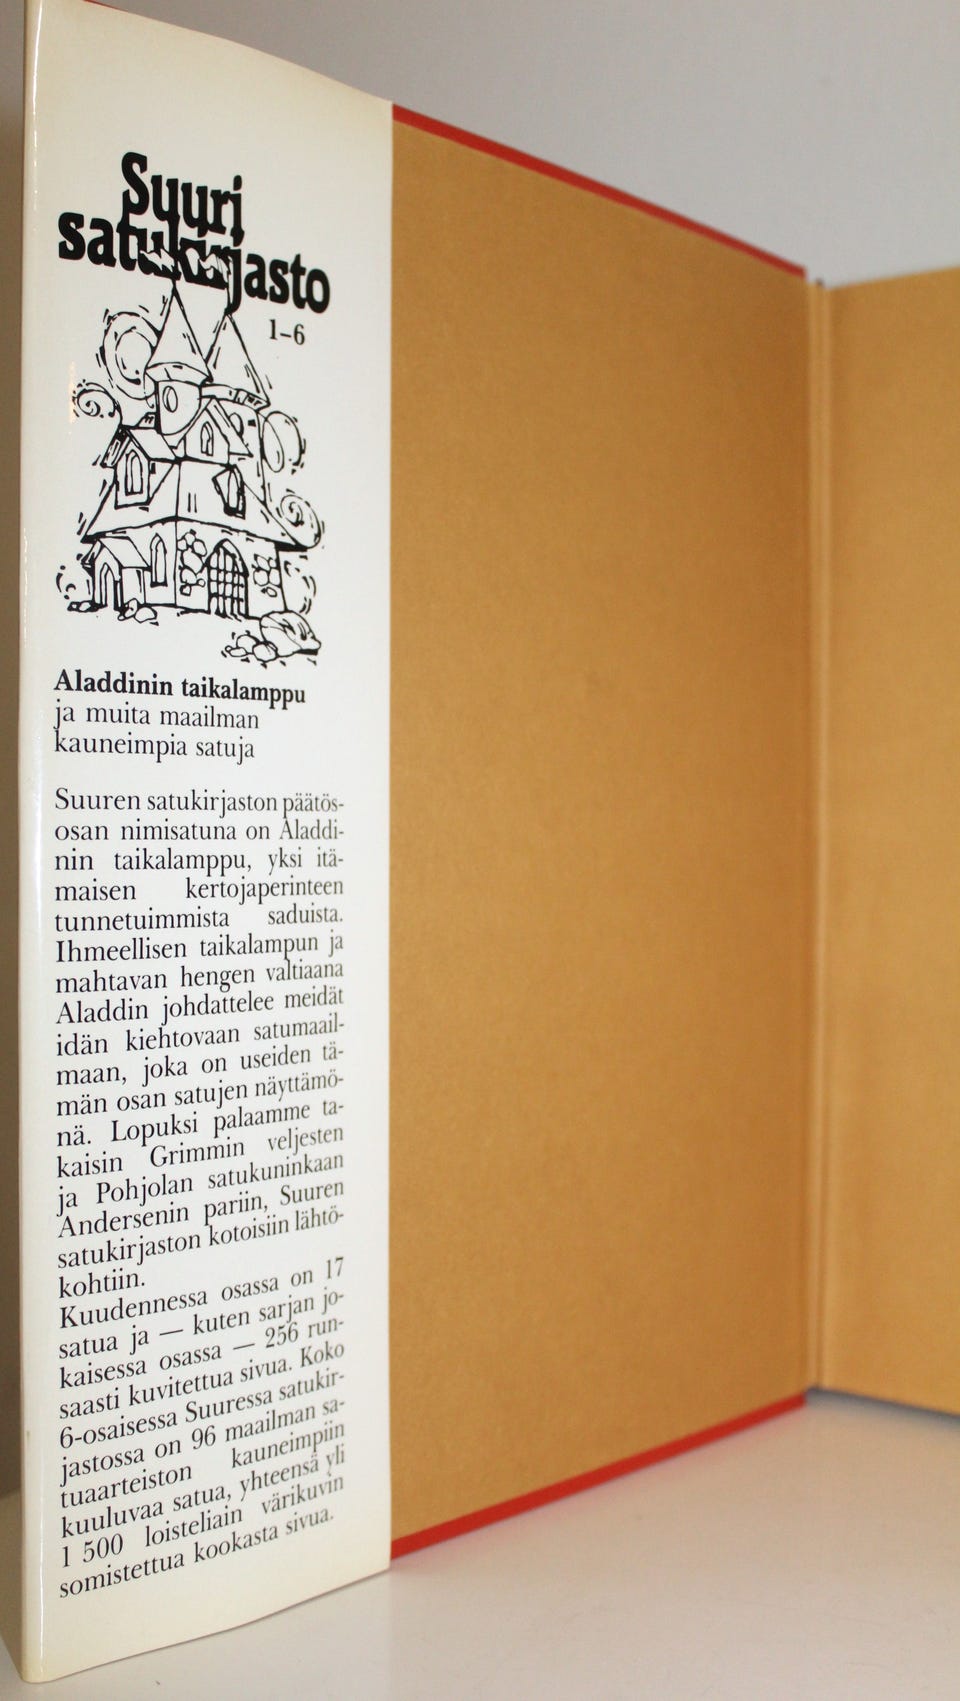 Suuri
satukirjasto
1–6
Aladdinin taikalamppu
ja muita maailman
kauneimpia satuja
Suuren satukirjaston päätös-
osan nimisatuna on Aladdi-
nin taikalamppu, yksi itä-
maisen kertojaperinteen
tunnetuimmista saduista.
Ihmeellisen taikalampun ja
mahtavan hengen valtiaana
Aladdin johdattelee meidät
idän kiehtovaan satumaail-
maan, joka on useiden tä-
män osan satujen näyttämö-
nä. Lopuksi palaamme ta-
kaisin Grimmin veljesten
ja Pohjolan satukuninkaan
Andersenin pariin, Suuren
satukirjaston kotoisiin lähtö-
kohtiin.
Kuudennessa osassa on 17
satua ja — kuten sarjan jo-
kaisessa osassa — 256 run-
saasti kuvitettua sivua. Koko
6-osaisessa Suuressa satukir-
jastossa on 96 maailman sa-
tuaarteiston kauneimpiin
kuuluvaa satua, yhteensä yli
1 500 loisteliain värikuvin
somistettua kookasta sivua.